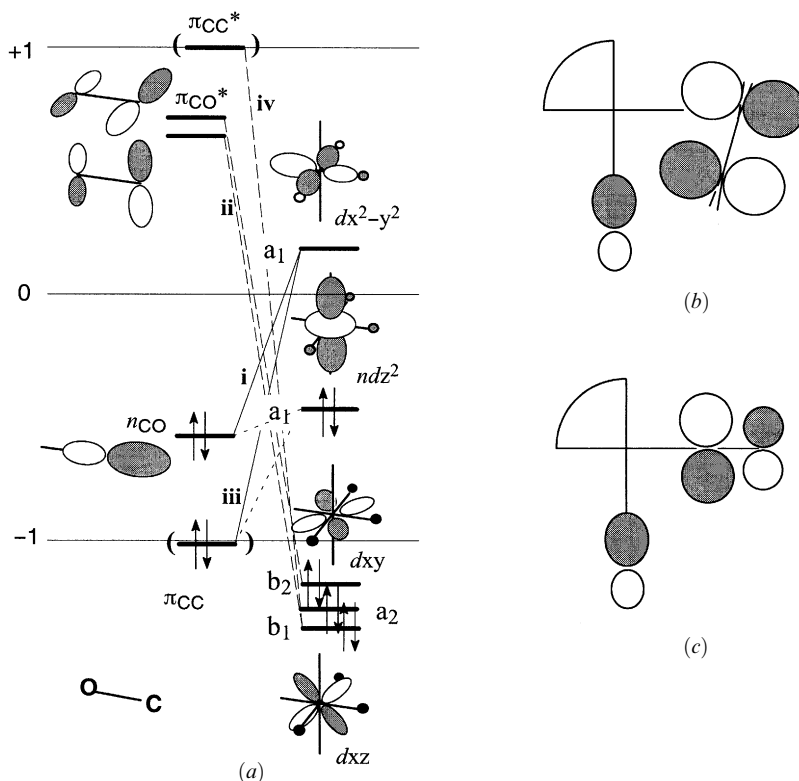 πCC*
+1
(b)
πCO*
iv
ii
dx²–y²
a₁
0
i
ndz²
nCO
a₁
iii
−1
dxy
πCC
b₂
a₂
b₁
(c)
O
C
dxz
(a)